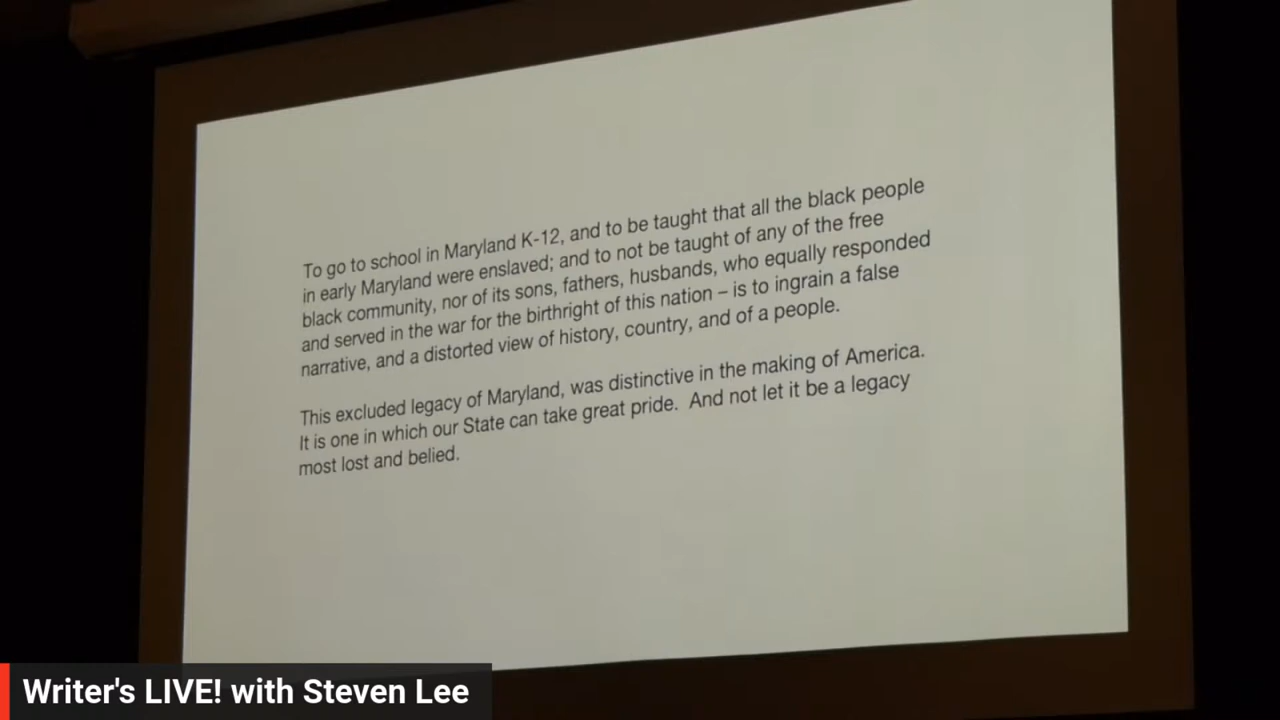 To go to school in Maryland K-12, and to be taught that all the black people
in early Maryland were enslaved; and to not be taught of any of the free
black community, nor of its sons, fathers, husbands, who equally responded
and served in the war for the birthright of this nation – is to ingrain a false
narrative, and a distorted view of history, country, and of a people.
This excluded legacy of Maryland, was distinctive in the making of America.
It is one in which our State can take great pride. And not let it be a legacy
most lost and belied.
Writer's LIVE! with Steven Lee